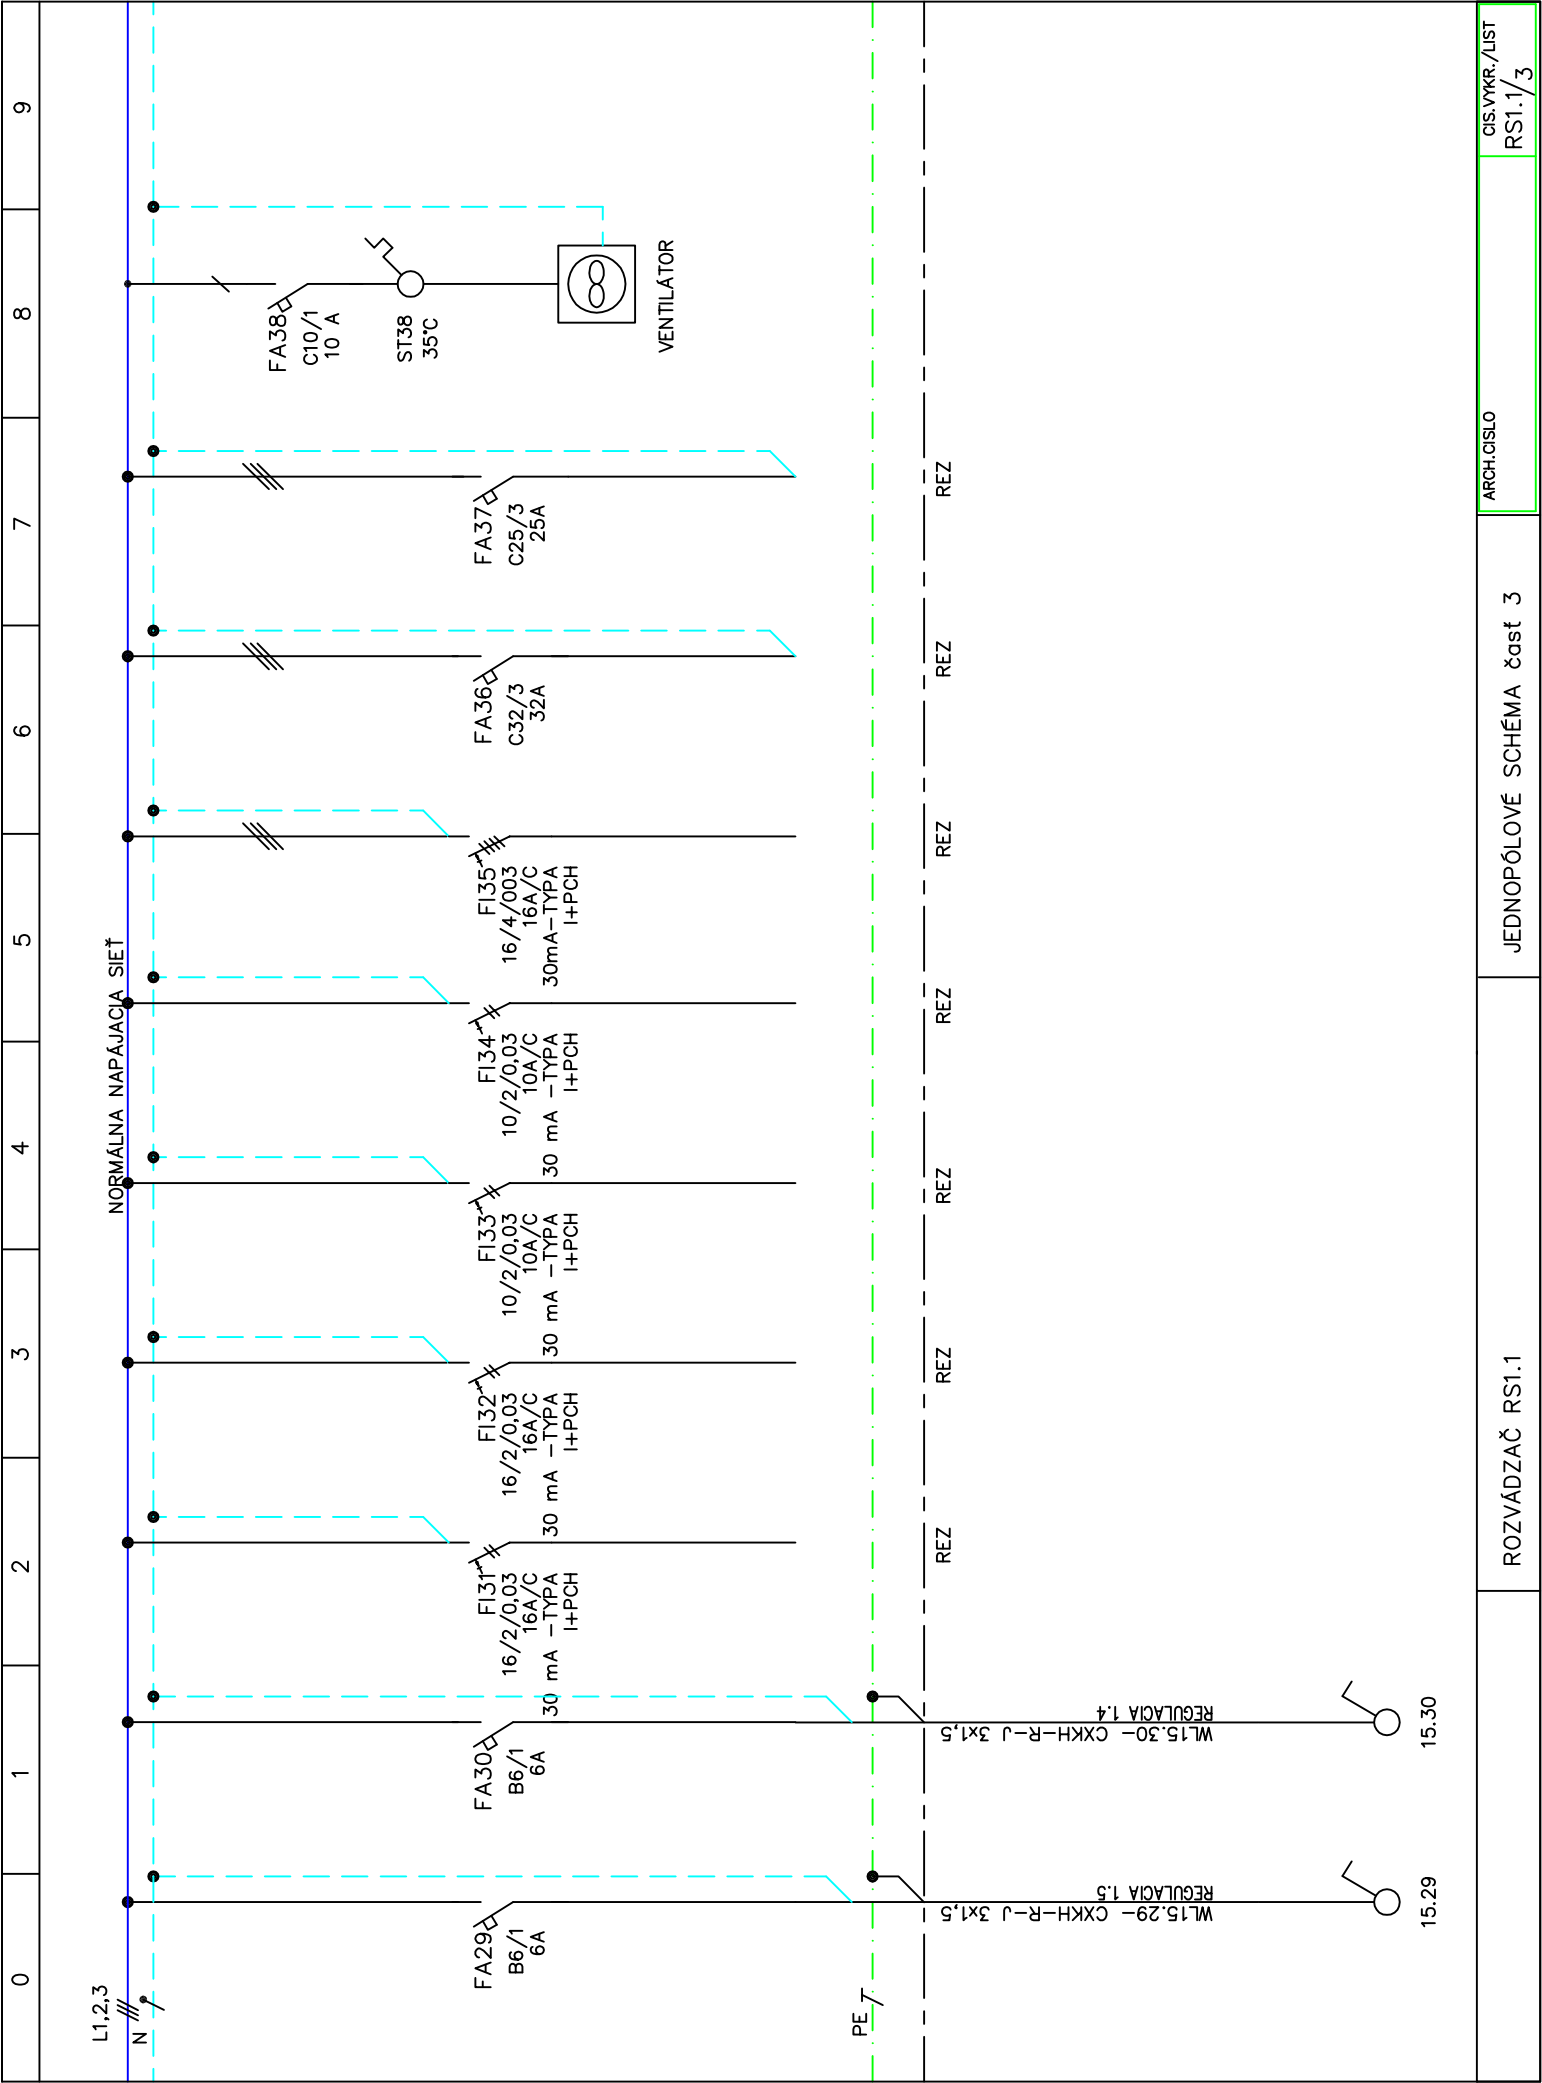 0 1 2 3 4 5 6 7 8 9
NORMÁLNA NAPÁJACIA SIEŤ
L1,2,3
N
FA29
B6/1
6A
FA30
B6/1
6A
FI31
16/2/0,03
16A/C
30 mA -TYPA
I+PCH
FI32
16/2/0,03
16A/C
30 mA -TYPA
I+PCH
FI33
10/2/0,03
10A/C
30 mA -TYPA
I+PCH
FI34
10/2/0,03
10A/C
30 mA -TYPA
I+PCH
FI35
16/4/003
16A/C
30mA-TYPA
I+PCH
FA36
C32/3
32A
FA37
C25/3
25A
FA38
C10/1
10 A
ST38
35°C
VENTILÁTOR
PE
REZ
REZ
REZ
REZ
REZ
REZ
REZ
WL15.29- CXKH-R-J 3x1,5
REGULACIA 1.5
WL15.30- CXKH-R-J 3x1,5
REGULACIA 1.4
15.29
15.30
ROZVÁDZAČ RS1.1
JEDNOPÓLOVÉ SCHÉMA časť 3
ARCH.CISLO
CIS.VYKR./LIST
RS1.1/3